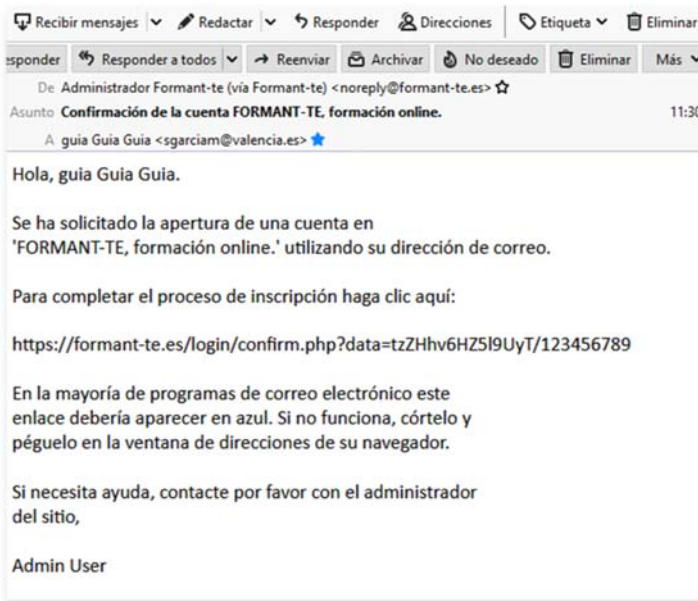 Recibir mensajes Redactar Responder Direcciones Etiqueta Eliminar
esponder Responder a todos Reenviar Archivar No deseado Eliminar Más
De Administrador Formant-te (vía Formant-te) <noreply@formant-te.es>
Asunto Confirmación de la cuenta FORMANT-TE, formación online. 11:30
A guia Guia Guia <sgarciam@valencia.es>
Hola, guia Guia Guia.
Se ha solicitado la apertura de una cuenta en
'FORMANT-TE, formación online.' utilizando su dirección de correo.
Para completar el proceso de inscripción haga clic aquí:
https://formant-te.es/login/confirm.php?data=tzZHhv6HZ5l9UyT/123456789
En la mayoría de programas de correo electrónico este
enlace debería aparecer en azul. Si no funciona, córtelo y
péguelo en la ventana de direcciones de su navegador.
Si necesita ayuda, contacte por favor con el administrador
del sitio,
Admin User